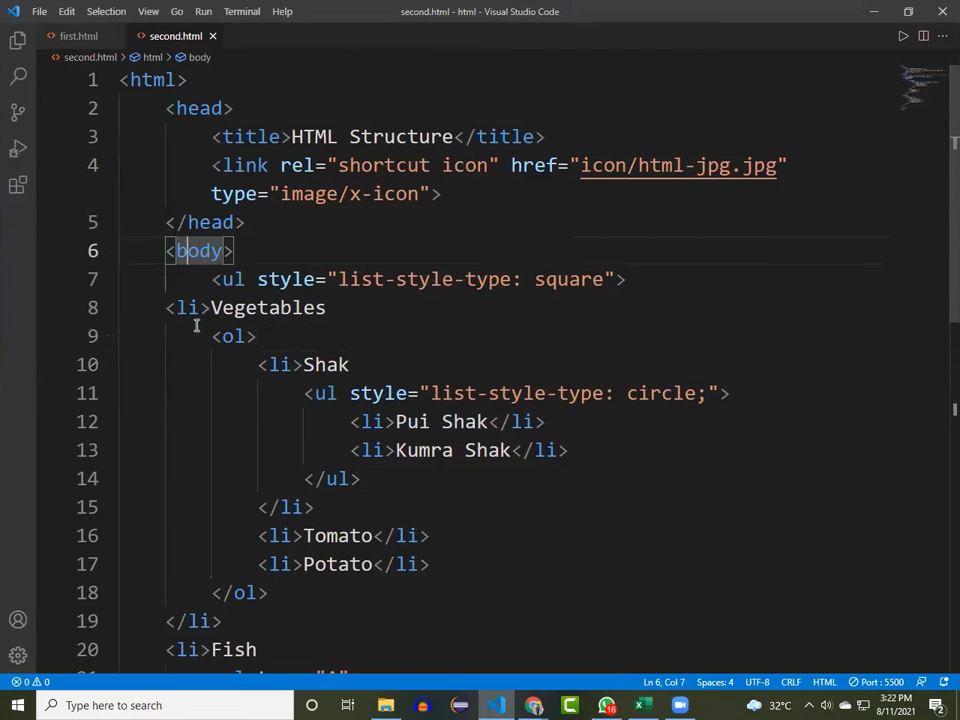 File Edit Selection View Go Run Terminal Help second.html - html - Visual Studio Code
first.html second.html
second.html > html > body
1 <html>
2 <head>
3 <title>HTML Structure</title>
4 <link rel="shortcut icon" href="icon/html-jpg.jpg"
type="image/x-icon">
5 </head>
6 <body>
7 <ul style="list-style-type: square">
8 <li>Vegetables
9 <ol>
10 <li>Shak
11 <ul style="list-style-type: circle;">
12 <li>Pui Shak</li>
13 <li>Kumra Shak</li>
14 </ul>
15 </li>
16 <li>Tomato</li>
17 <li>Potato</li>
18 </ol>
19 </li>
20 <li>Fish
0 0 Ln 6, Col 7 Spaces: 4 UTF-8 CRLF HTML Port : 5500
Type here to search 16 32°C 3:22 PM
8/11/2021 2